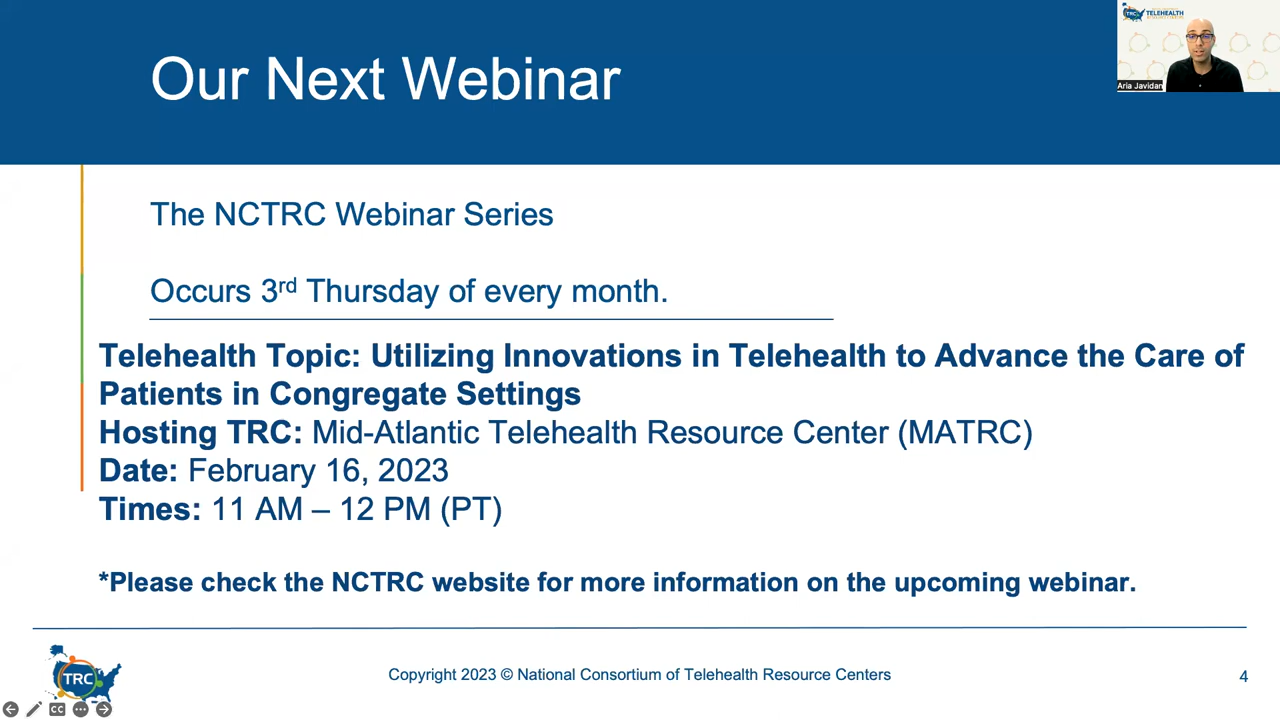 Our Next Webinar
TRC
TELEHEALTH
Aria Javidan
The NCTRC Webinar Series
Occurs 3rd Thursday of every month.
Telehealth Topic: Utilizing Innovations in Telehealth to Advance the Care of
Patients in Congregate Settings
Hosting TRC: Mid-Atlantic Telehealth Resource Center (MATRC)
Date: February 16, 2023
Times: 11 AM – 12 PM (PT)
*Please check the NCTRC website for more information on the upcoming webinar.
TRC
Copyright 2023 © National Consortium of Telehealth Resource Centers
4
CC